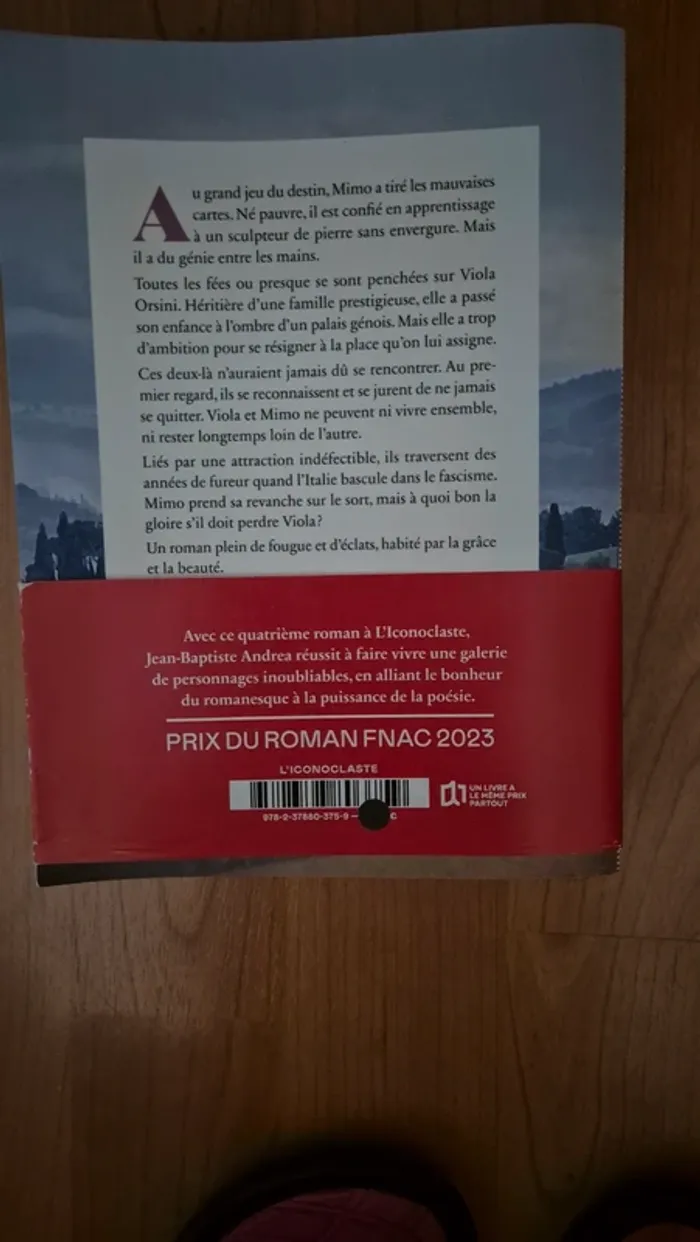 Au grand jeu du destin, Mimo a tiré les mauvaises
cartes. Né pauvre, il est confié en apprentissage
à un sculpteur de pierre sans envergure. Mais
il a du génie entre les mains.
Toutes les fées ou presque se sont penchées sur Viola
Orsini. Héritière d'une famille prestigieuse, elle a passé
son enfance à l'ombre d'un palais génois. Mais elle a trop
d'ambition pour se résigner à la place qu'on lui assigne.
Ces deux-là n'auraient jamais dû se rencontrer. Au pre-
mier regard, ils se reconnaissent et se jurent de ne jamais
se quitter. Viola et Mimo ne peuvent ni vivre ensemble,
ni rester longtemps loin de l'autre.
Liés par une attraction indéfectible, ils traversent des
années de fureur quand l'Italie bascule dans le fascisme.
Mimo prend sa revanche sur le sort, mais à quoi bon la
gloire s'il doit perdre Viola?
Un roman plein de fougue et d'éclats, habité par la grâce
et la beauté.
Avec ce quatrième roman à L'Iconoclaste,
Jean-Baptiste Andrea réussit à faire vivre une galerie
de personnages inoubliables, en alliant le bonheur
du romanesque à la puissance de la poésie.
PRIX DU ROMAN FNAC 2023
L'ICONOCLASTE
978-2-37880-375-9 —
UN LIVRE A
LE MÊME PRIX
PARTOUT